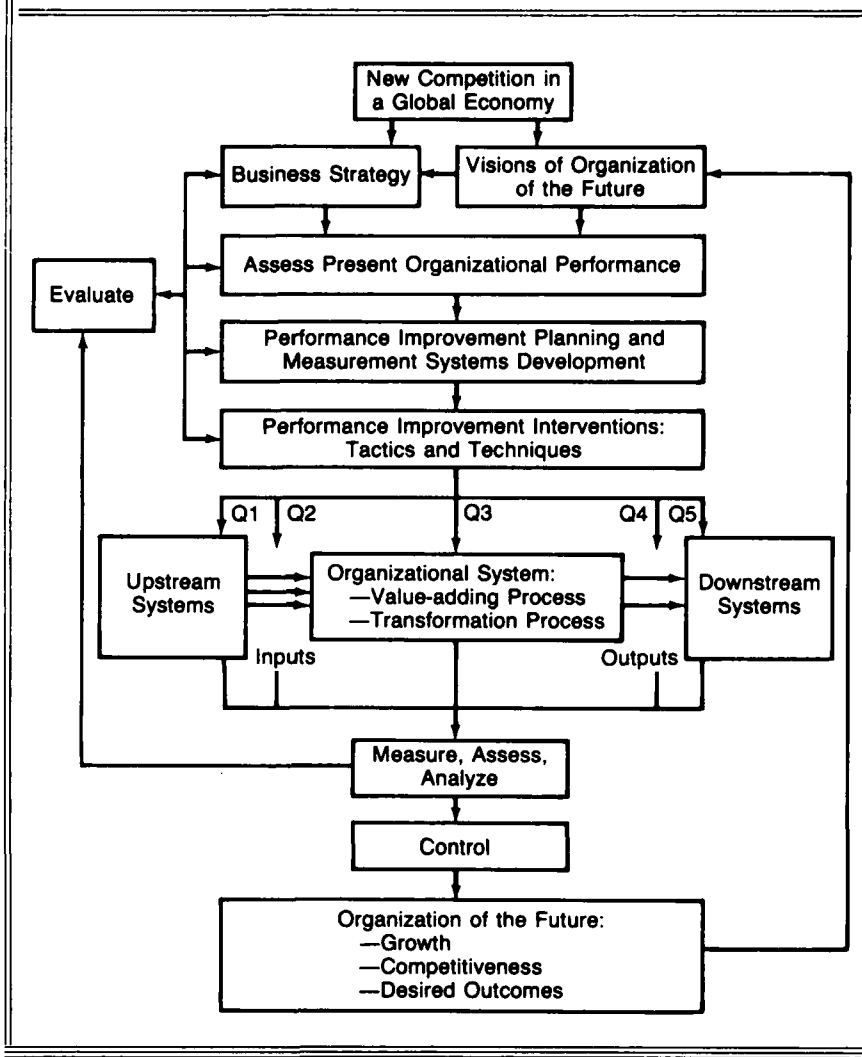 New Competition in
a Global Economy
Business Strategy
Visions of Organization
of the Future
Assess Present Organizational Performance
Evaluate
Performance Improvement Planning and
Measurement Systems Development
Performance Improvement Interventions:
Tactics and Techniques
Q1
Q2
Q3
Q4
Q5
Upstream
Systems
Organizational System:
—Value-adding Process
—Transformation Process
Downstream
Systems
Inputs
Outputs
Measure, Assess,
Analyze
Control
Organization of the Future:
—Growth
—Competitiveness
—Desired Outcomes